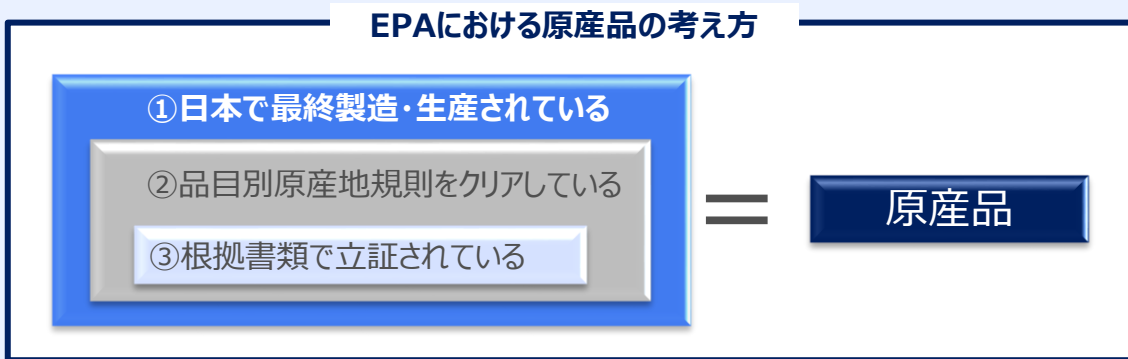 EPAにおける原産品の考え方
①日本で最終製造・生産されている
②品目別原産地規則をクリアしている
③根拠書類で立証されている
＝
原産品